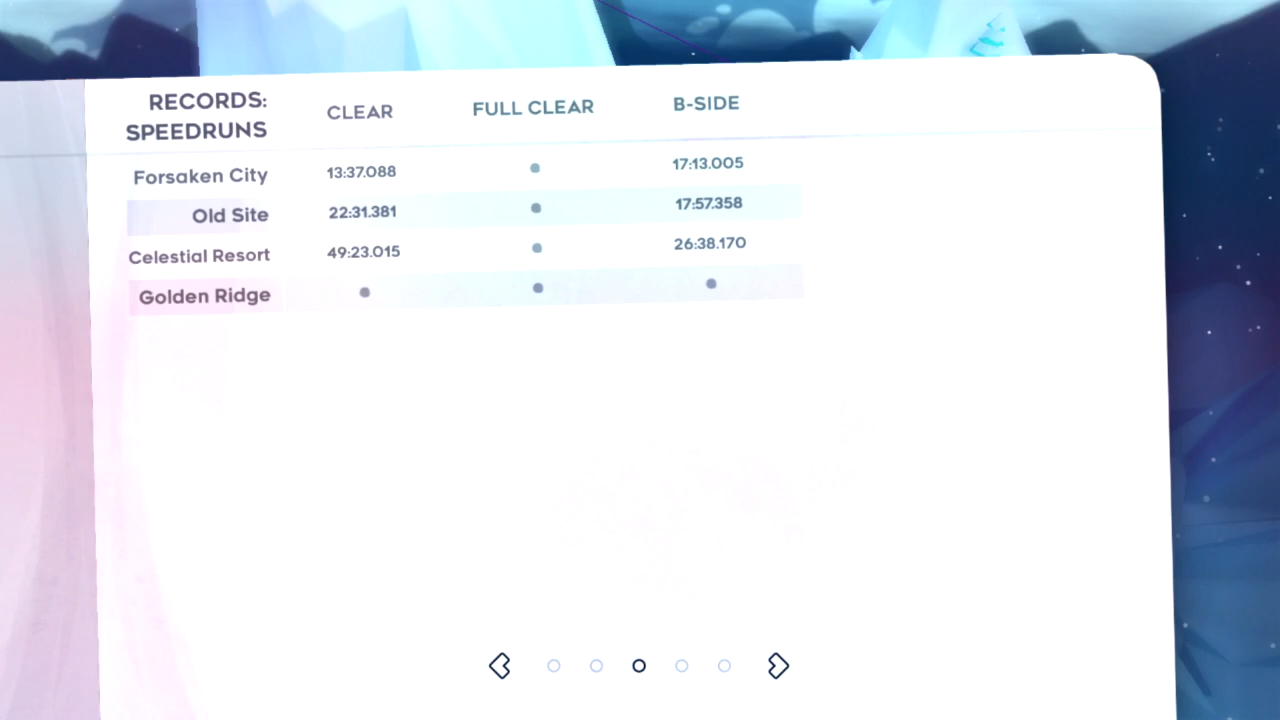 RECORDS: SPEEDRUNS CLEAR FULL CLEAR B-SIDE
Forsaken City 13:37.088 17:13.005
Old Site 22:31.381 17:57.358
Celestial Resort 49:23.015 26:38.170
Golden Ridge